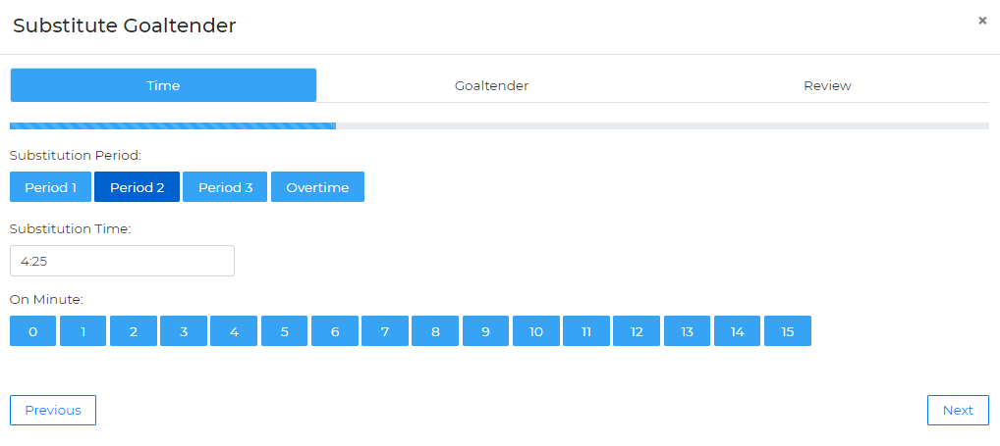 Substitute Goaltender ×
Time Goaltender Review
Substitution Period:
Period 1 Period 2 Period 3 Overtime
Substitution Time:
4:25
On Minute:
0 1 2 3 4 5 6 7 8 9 10 11 12 13 14 15
Previous Next